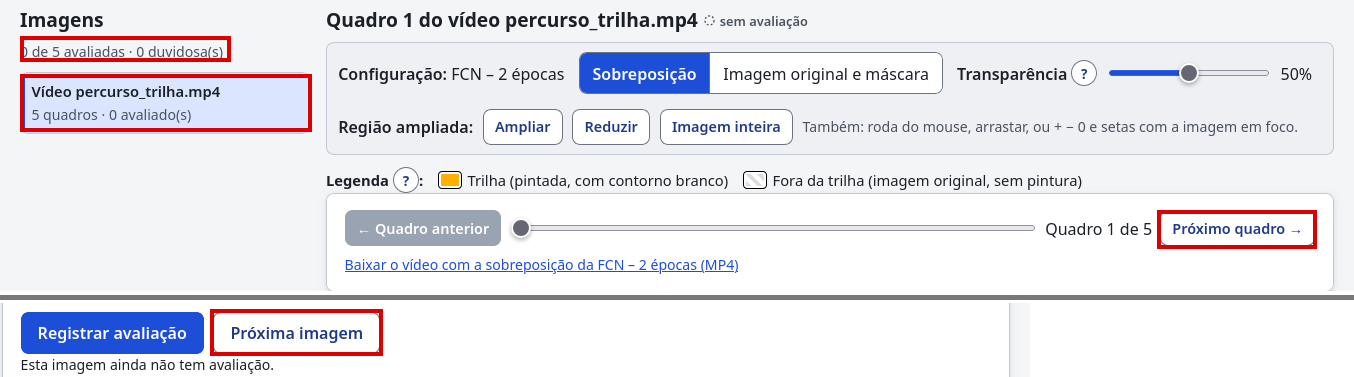 Imagens
0 de 5 avaliadas · 0 duvidosa(s)
Vídeo percurso_trilha.mp4
5 quadros · 0 avaliado(s)
Quadro 1 do vídeo percurso_trilha.mp4 sem avaliação
Configuração: FCN – 2 épocas Sobreposição Imagem original e máscara Transparência ? 50%
Região ampliada: Ampliar Reduzir Imagem inteira Também: roda do mouse, arrastar, ou + − 0 e setas com a imagem em foco.
Legenda ? : Trilha (pintada, com contorno branco) Fora da trilha (imagem original, sem pintura)
← Quadro anterior Quadro 1 de 5 Próximo quadro →
Baixar o vídeo com a sobreposição da FCN – 2 épocas (MP4)
Registrar avaliação Próxima imagem
Esta imagem ainda não tem avaliação.